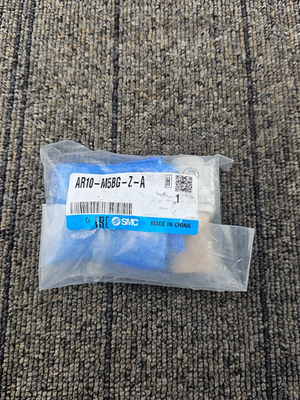 AR10-M5BG-Z-A
1
SMC
MADE IN CHINA